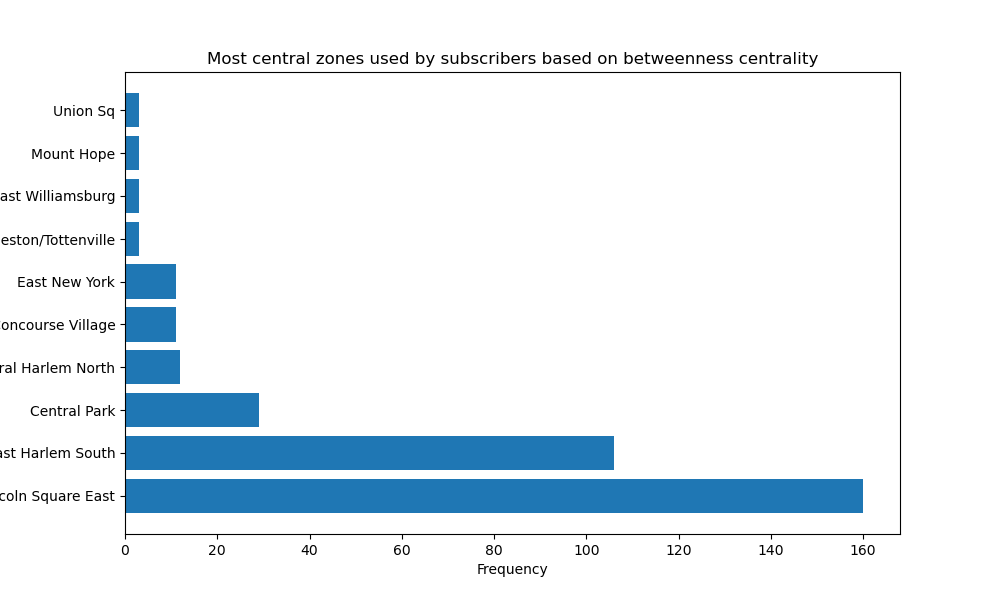 Most central zones used by subscribers based on betweenness centrality
Union Sq
Mount Hope
ast Williamsburg
eston/Tottenville
East New York
Concourse Village
ral Harlem North
Central Park
ast Harlem South
coln Square East
0 20 40 60 80 100 120 140 160
Frequency